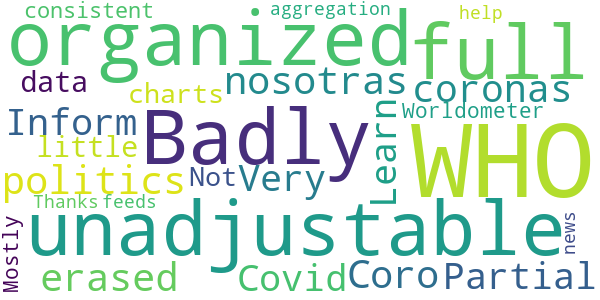 consistent aggregation help
organized full
data nosotras coronas
charts
Inform Badly Learn Worldometer
little WHO
politics Not Very
Thanks feeds
Mostly unadjustable news
erased Covid Coro Partial